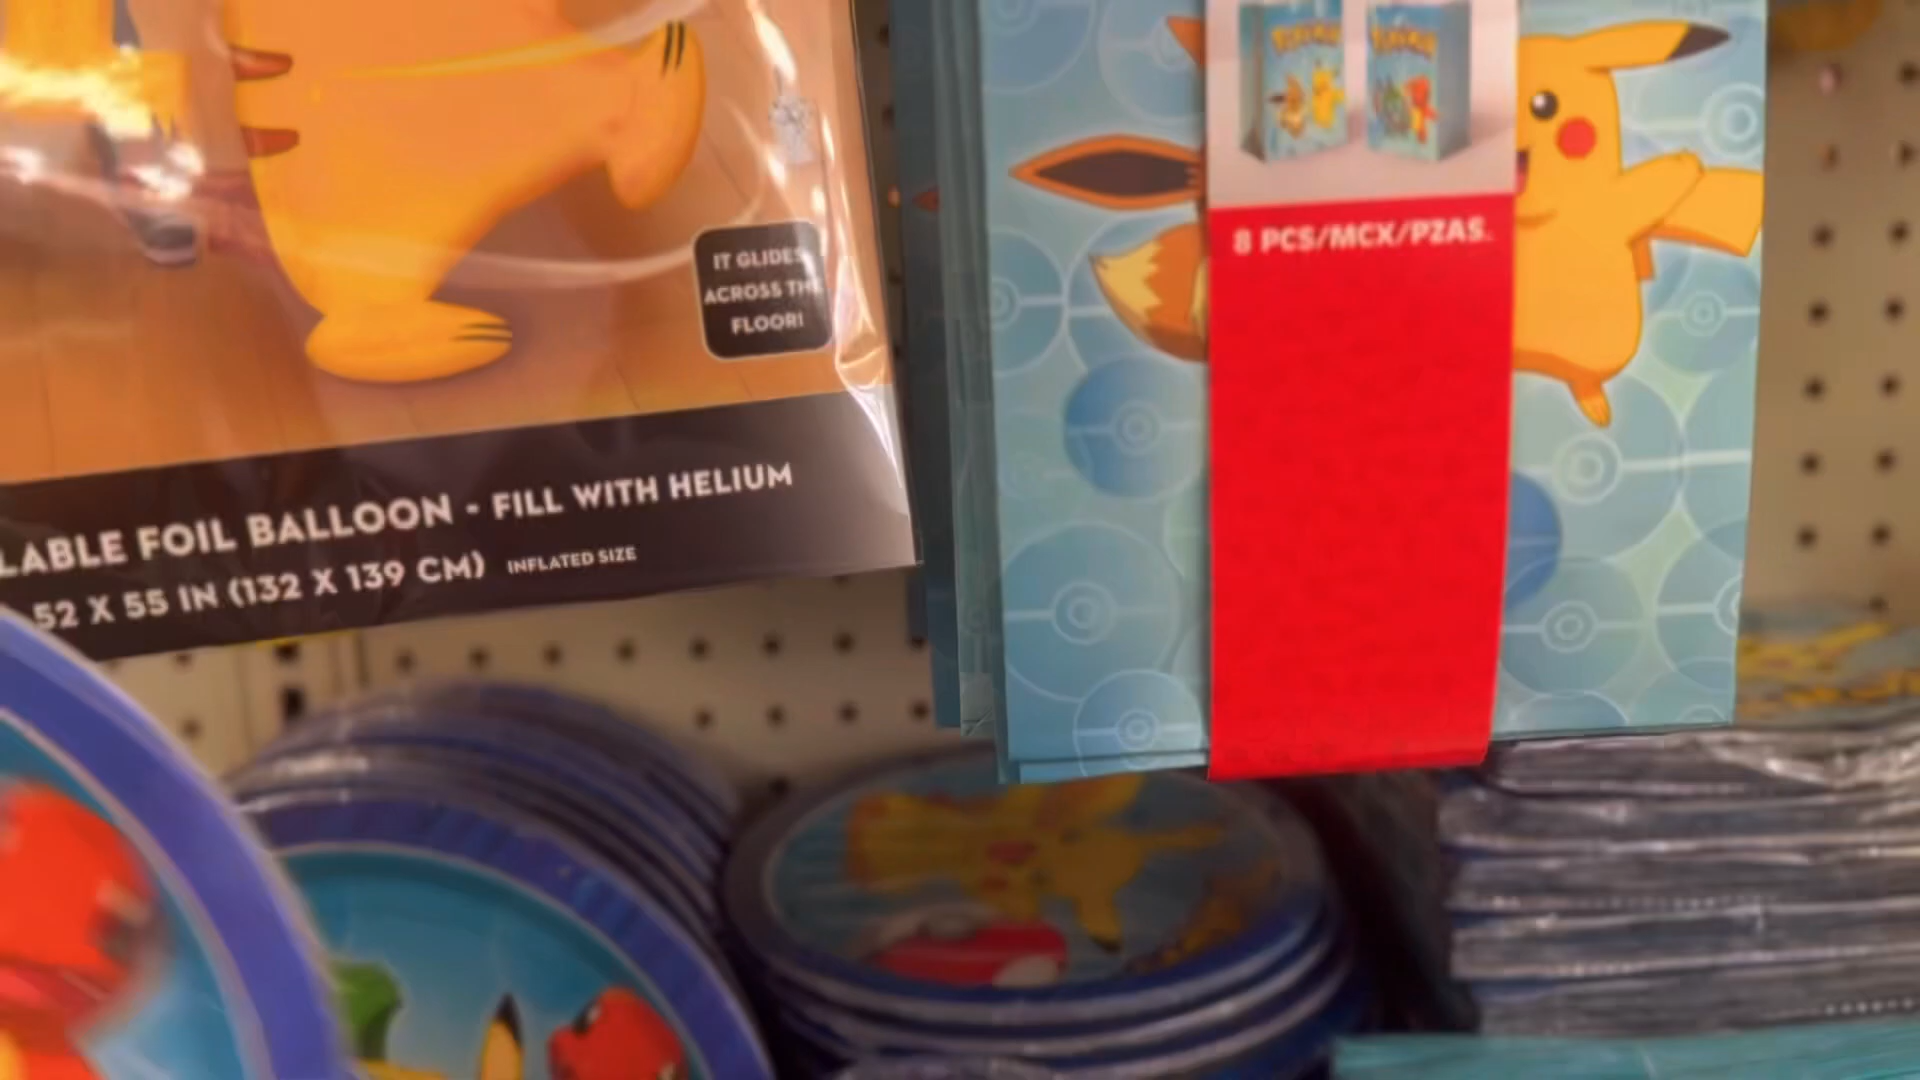 IT GLIDES
ACROSS THE
FLOOR!
LABLE FOIL BALLOON - FILL WITH HELIUM
52 X 55 IN (132 X 139 CM) INFLATED SIZE
8 PCS/MCX/PZAS.